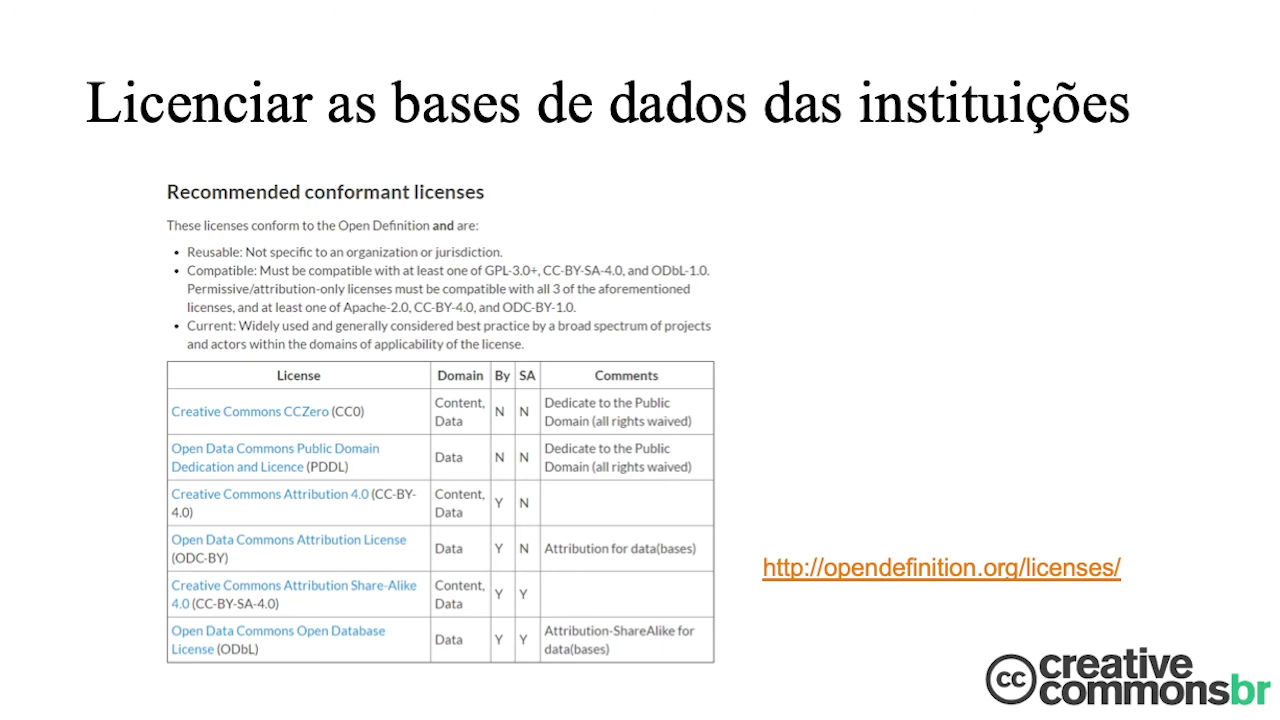 Licenciar as bases de dados das instituições
Recommended conformant licenses
These licenses conform to the Open Definition and are:
• Reusable: Not specific to an organization or jurisdiction.
• Compatible: Must be compatible with at least one of GPL-3.0+, CC-BY-SA-4.0, and ODbL-1.0.
Permissive/attribution-only licenses must be compatible with all 3 of the aforementioned
licenses, and at least one of Apache-2.0, CC-BY-4.0, and ODC-BY-1.0.
• Current: Widely used and generally considered best practice by a broad spectrum of projects
and actors within the domains of applicability of the license.
License Domain By SA Comments
Creative Commons CCZero (CC0) Content, Data N N Dedicate to the Public Domain (all rights waived)
Open Data Commons Public Domain Dedication and Licence (PDDL) Data N N Dedicate to the Public Domain (all rights waived)
Creative Commons Attribution 4.0 (CC-BY-4.0) Content, Data Y N
Open Data Commons Attribution License (ODC-BY) Data Y N Attribution for data(bases)
Creative Commons Attribution Share-Alike 4.0 (CC-BY-SA-4.0) Content, Data Y Y
Open Data Commons Open Database License (ODbL) Data Y Y Attribution-ShareAlike for data(bases)
http://opendefinition.org/licenses/
cc creative
commonsbr